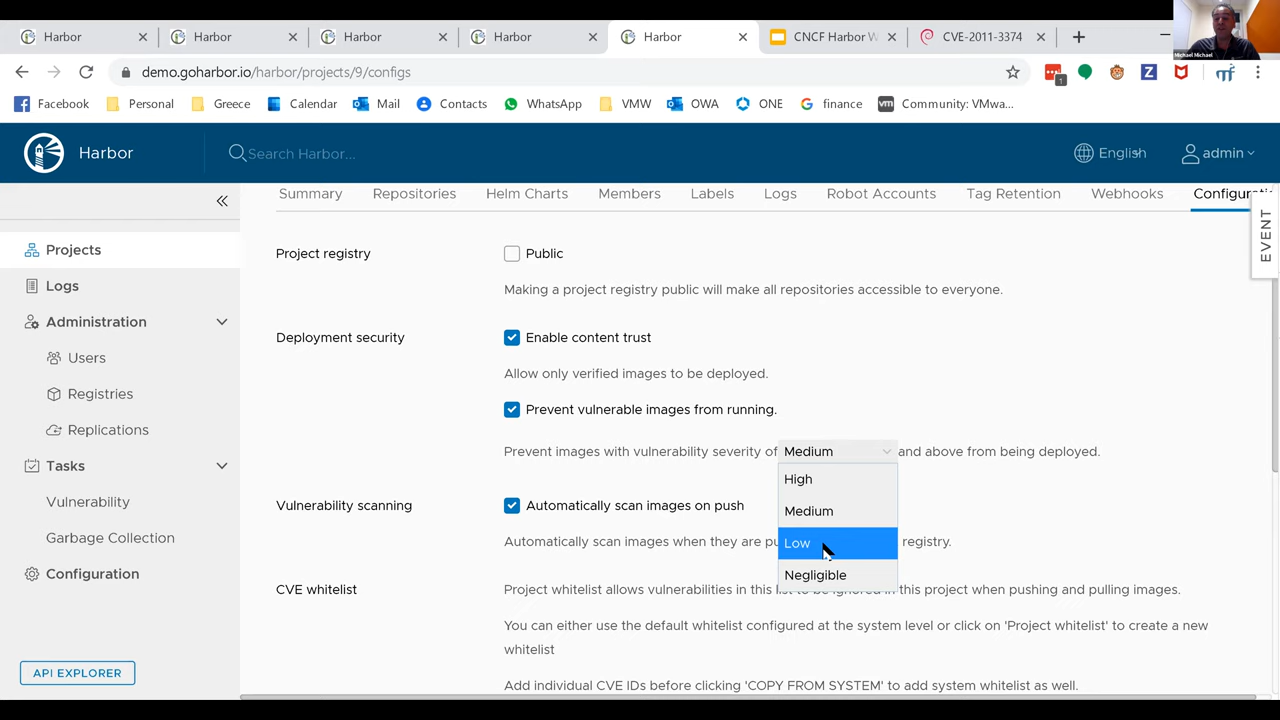 Harbor
Harbor
Harbor
Harbor
Harbor
CNCF Harbor W
CVE-2011-3374
Michael Michael
demo.goharbor.io/harbor/projects/9/configs
1
Z
Facebook
Personal
Greece
Calendar
Mail
Contacts
WhatsApp
VMW
OWA
ONE
finance
vm Community: VMwa...
Harbor
Search Harbor...
English
admin
Summary
Repositories
Helm Charts
Members
Labels
Logs
Robot Accounts
Tag Retention
Webhooks
Configurati
EVENT
Projects
Logs
Administration
Users
Registries
Replications
Tasks
Vulnerability
Garbage Collection
Configuration
API EXPLORER
Project registry
Public
Making a project registry public will make all repositories accessible to everyone.
Deployment security
Enable content trust
Allow only verified images to be deployed.
Prevent vulnerable images from running.
Prevent images with vulnerability severity of Medium and above from being deployed.
High
Medium
Low
Negligible
Vulnerability scanning
Automatically scan images on push
Automatically scan images when they are pu registry.
CVE whitelist
Project whitelist allows vulnerabilities in this list to be ignored in this project when pushing and pulling images.
You can either use the default whitelist configured at the system level or click on 'Project whitelist' to create a new
whitelist
Add individual CVE IDs before clicking 'COPY FROM SYSTEM' to add system whitelist as well.